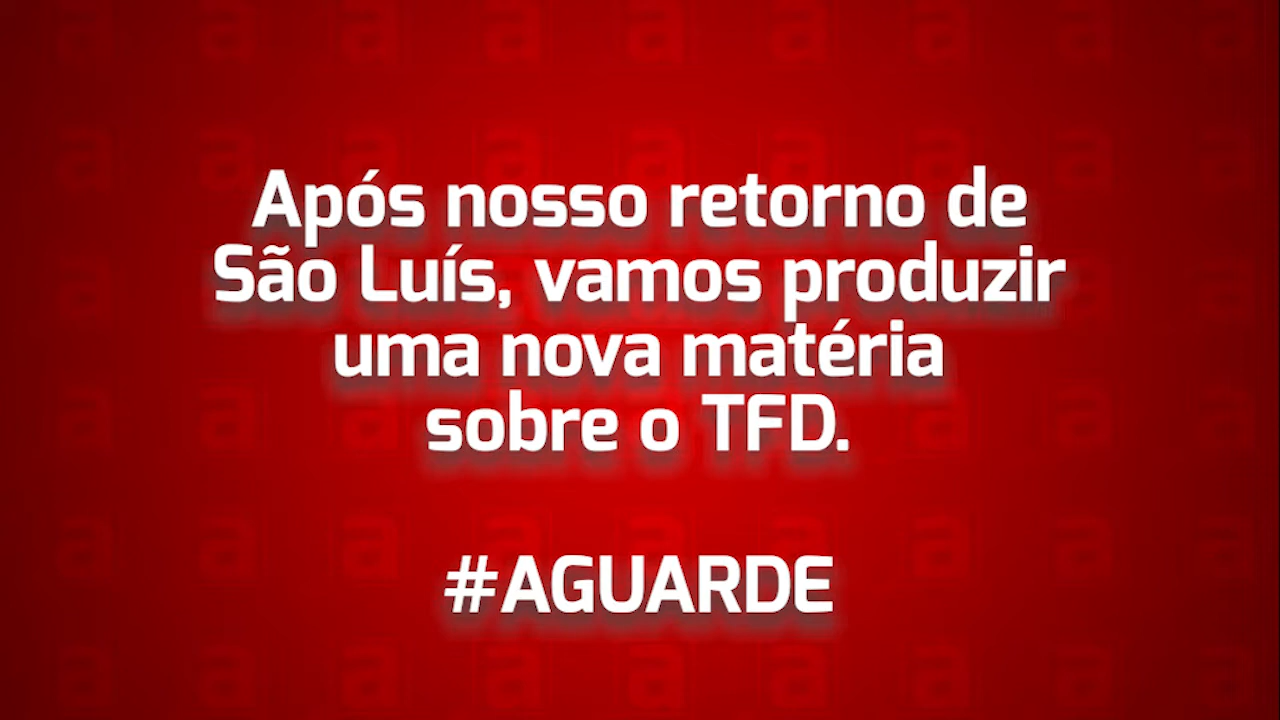 Após nosso retorno de
São Luís, vamos produzir
uma nova matéria
sobre o TFD.
#AGUARDE